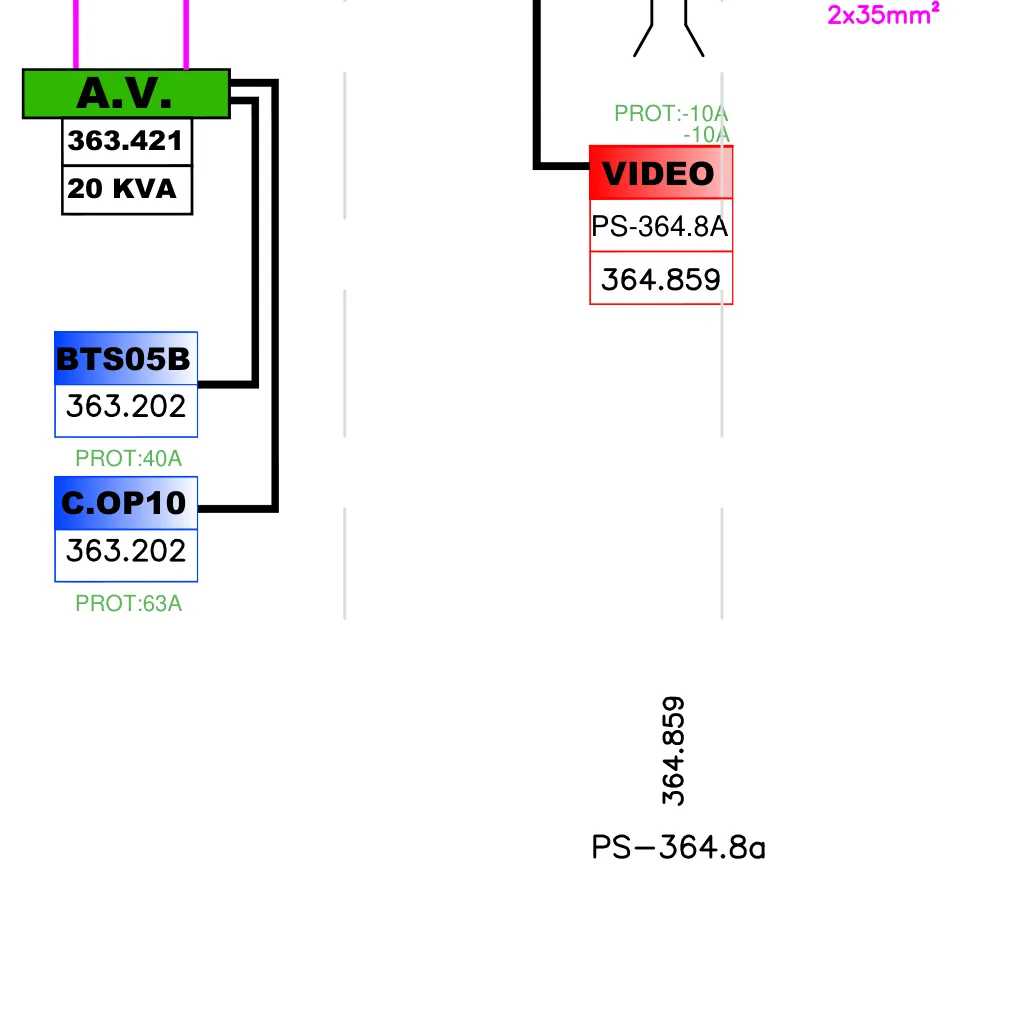 2x35mm²
A.V.
363.421
20 KVA
PROT:-10A
-10A
VIDEO
PS-364.8A
364.859
BTS05B
363.202
PROT:40A
C.OP10
363.202
PROT:63A
364.859
PS-364.8a